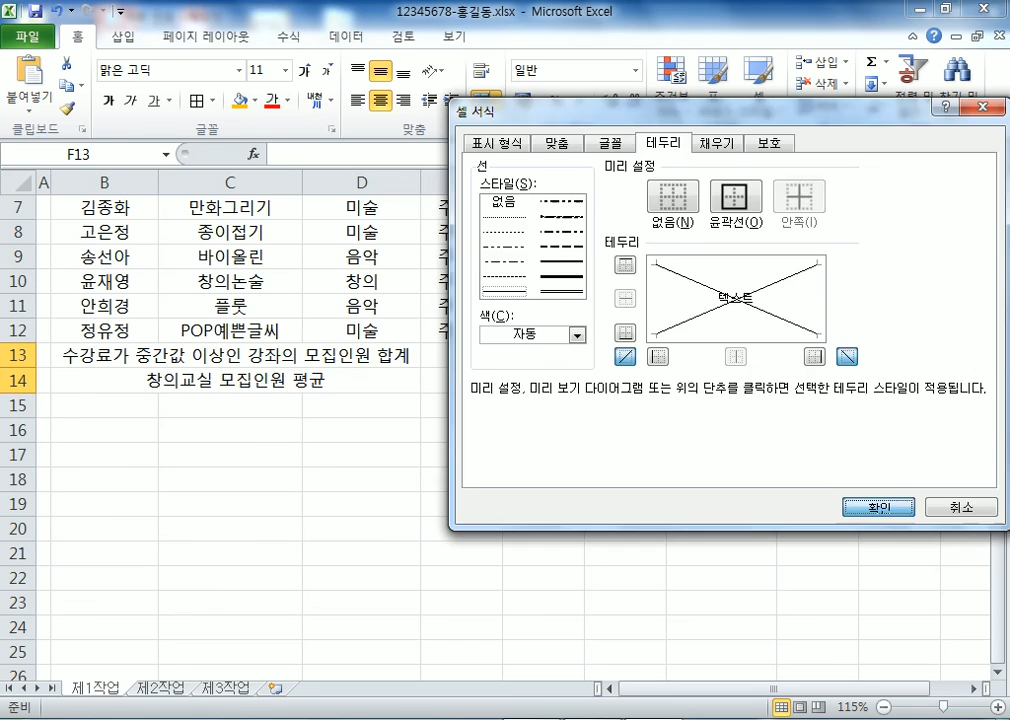 12345678-홍길동.xlsx - Microsoft Excel
파일 홈 삽입 페이지 레이아웃 수식 데이터 검토 보기
붙여넣기
맑은 고딕 11 가 가
가 가 가 가
일반
삽입
삭제
클립보드 글꼴 맞춤
F13 fx
A B C D
7 김종화 만화그리기 미술
8 고은정 종이접기 미술
9 송선아 바이올린 음악
10 윤재영 창의논술 창의
11 안희경 플룻 음악
12 정유정 POP예쁜글씨 미술
13 수강료가 중간값 이상인 강좌의 모집인원 합계
14 창의교실 모집인원 평균
15
16
17
18
19
20
21
22
23
24
25
26
셀 서식
표시 형식 맞춤 글꼴 테두리 채우기 보호
선
스타일(S):
없음
색(C):
자동
미리 설정
없음(N) 윤곽선(O) 안쪽(I)
테두리
텍스트
미리 설정, 미리 보기 다이어그램 또는 위의 단추를 클릭하면 선택한 테두리 스타일이 적용됩니다.
확인 취소
제1작업 제2작업 제3작업
준비 115%